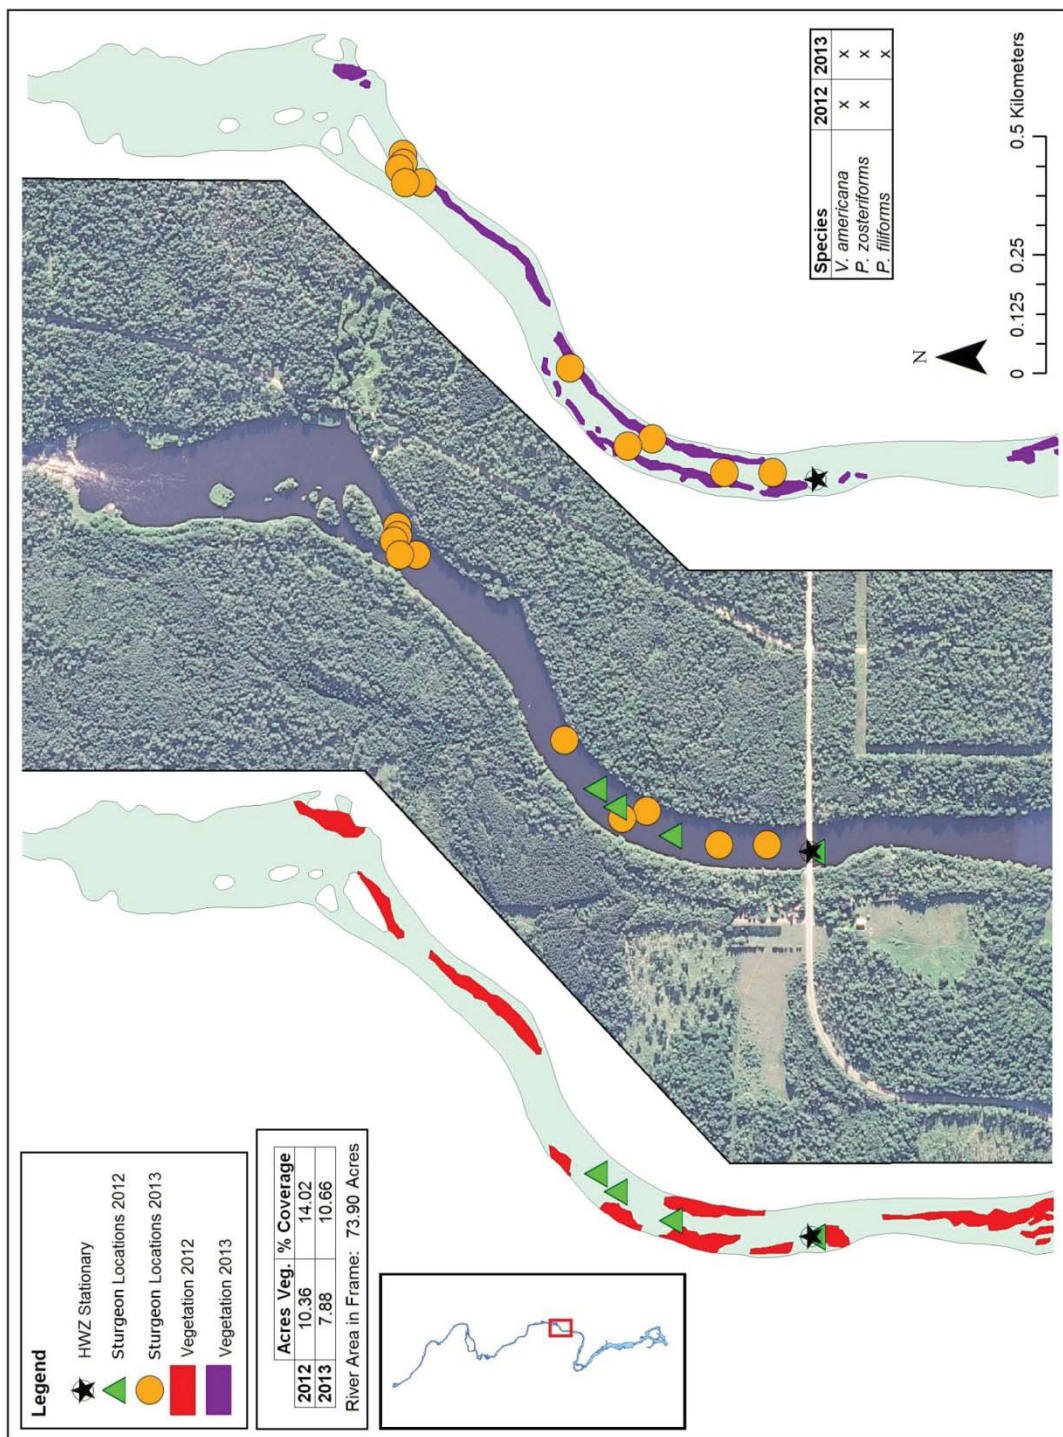 Legend
HWZ Stationary
Sturgeon Locations 2012
Sturgeon Locations 2013
Vegetation 2012
Vegetation 2013
Acres Veg. % Coverage
2012 10.36 14.02
2013 7.88 10.66
River Area in Frame: 73.90 Acres
Species 2012 2013
V. americana x x
P. zosteriforms x x
P. filiforms x
N
0 0.125 0.25 0.5 Kilometers